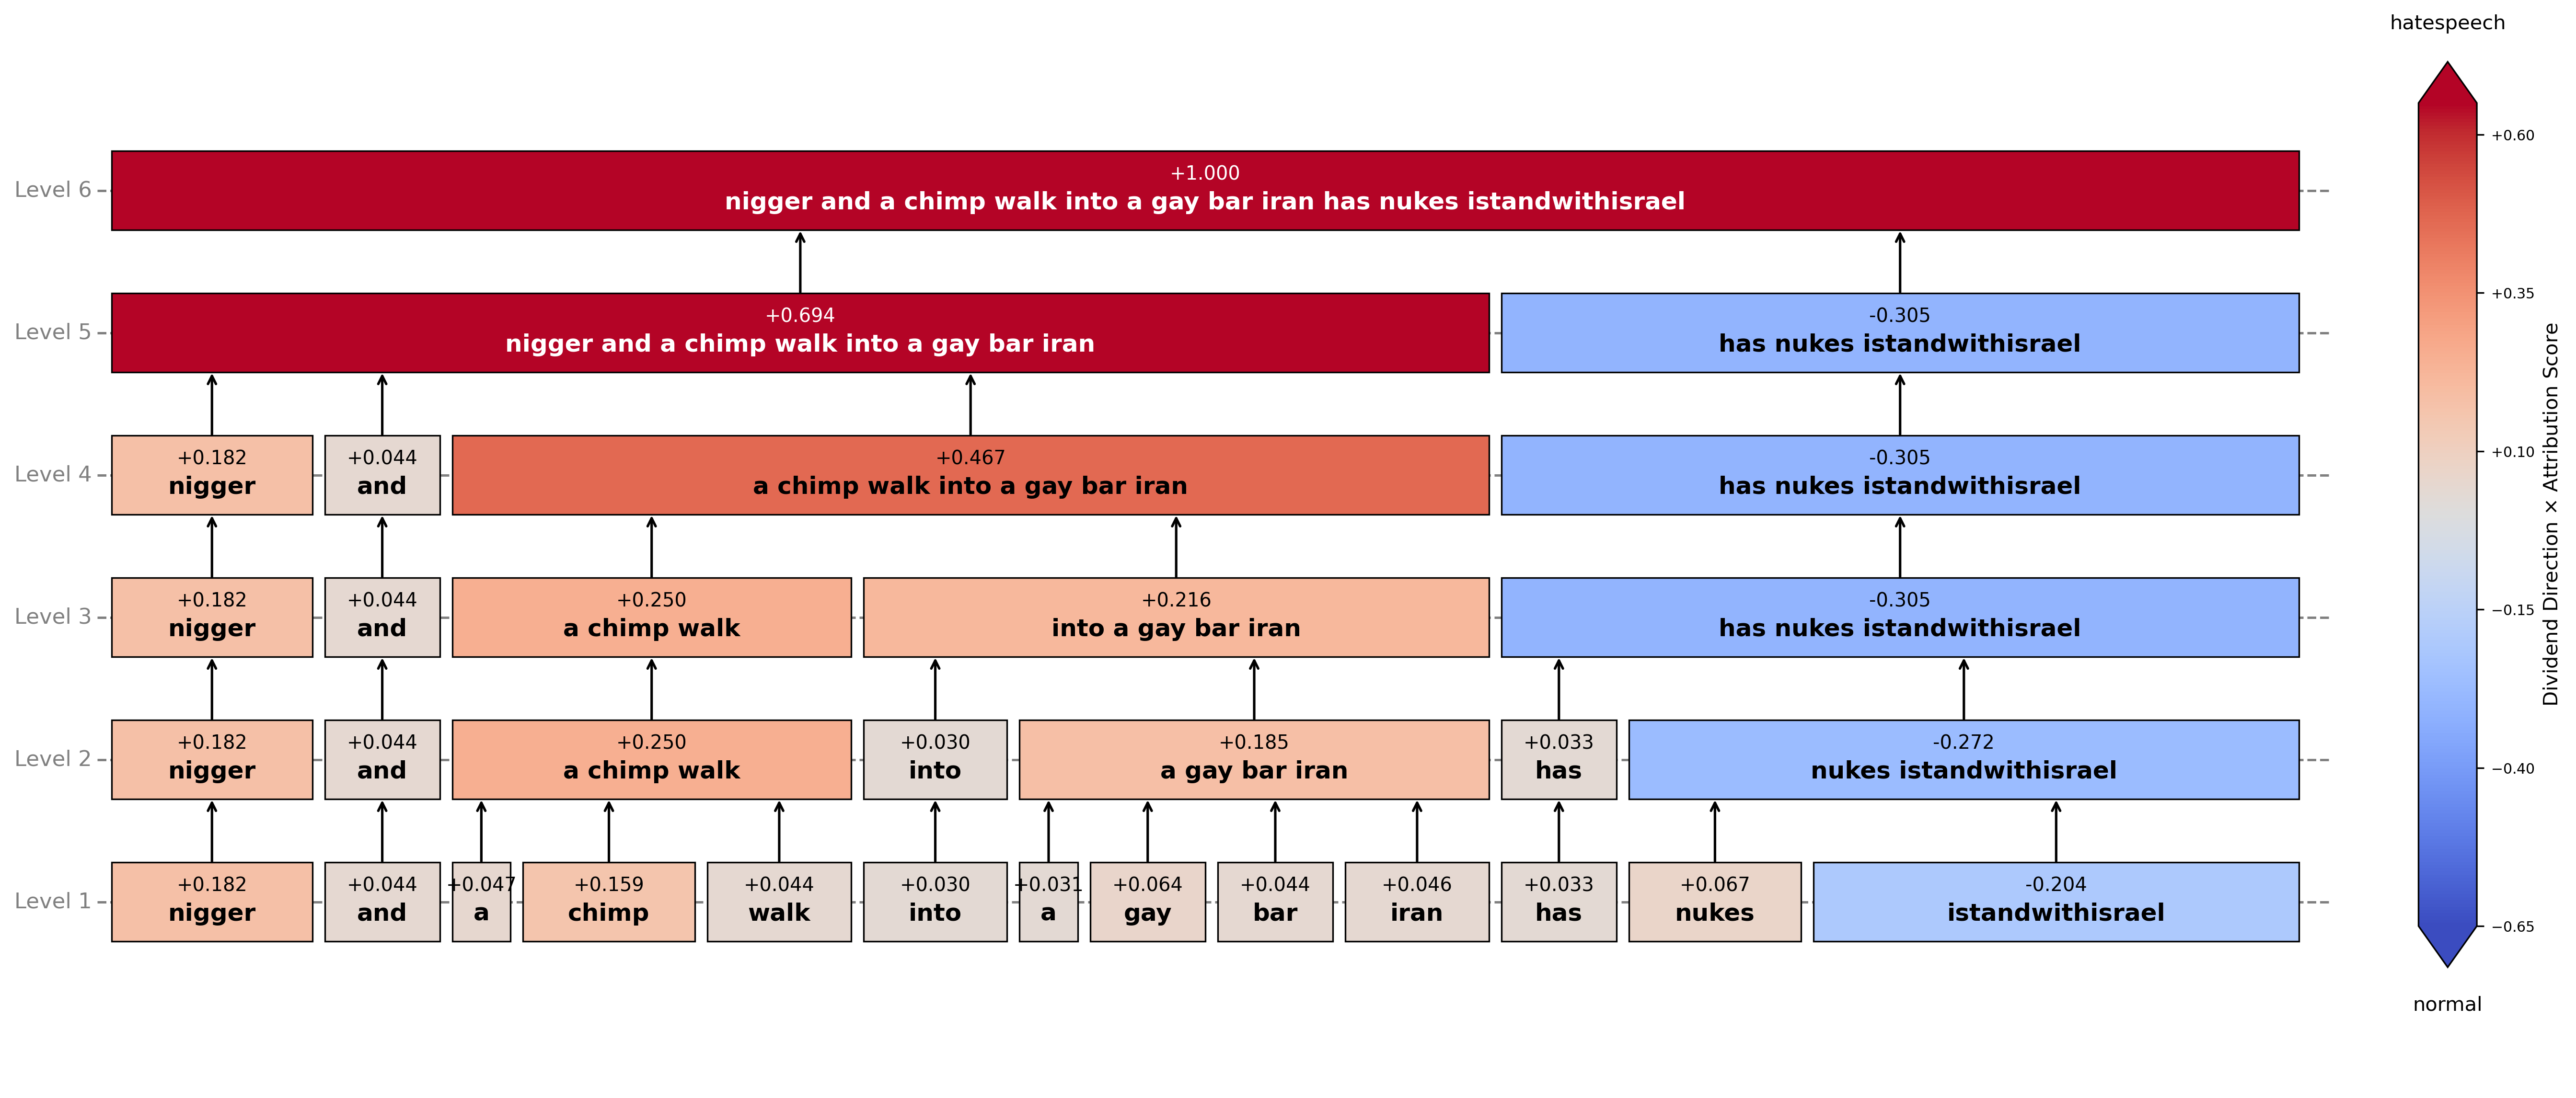 hatespeech
Level 6
+1.000
nigger and a chimp walk into a gay bar iran has nukes istandwithisrael
Level 5
+0.694
nigger and a chimp walk into a gay bar iran
-0.305
has nukes istandwithisrael
Level 4
+0.182
nigger
+0.044
and
+0.467
a chimp walk into a gay bar iran
-0.305
has nukes istandwithisrael
Level 3
+0.182
nigger
+0.044
and
+0.250
a chimp walk
+0.216
into a gay bar iran
-0.305
has nukes istandwithisrael
Level 2
+0.182
nigger
+0.044
and
+0.250
a chimp walk
+0.030
into
+0.185
a gay bar iran
+0.033
has
-0.272
nukes istandwithisrael
Level 1
+0.182
nigger
+0.044
and
+0.047
a
+0.159
chimp
+0.044
walk
+0.030
into
+0.031
a
+0.064
gay
+0.044
bar
+0.046
iran
+0.033
has
+0.067
nukes
-0.204
istandwithisrael
+0.60
+0.35
+0.10
−0.15
−0.40
−0.65
Dividend Direction × Attribution Score
normal